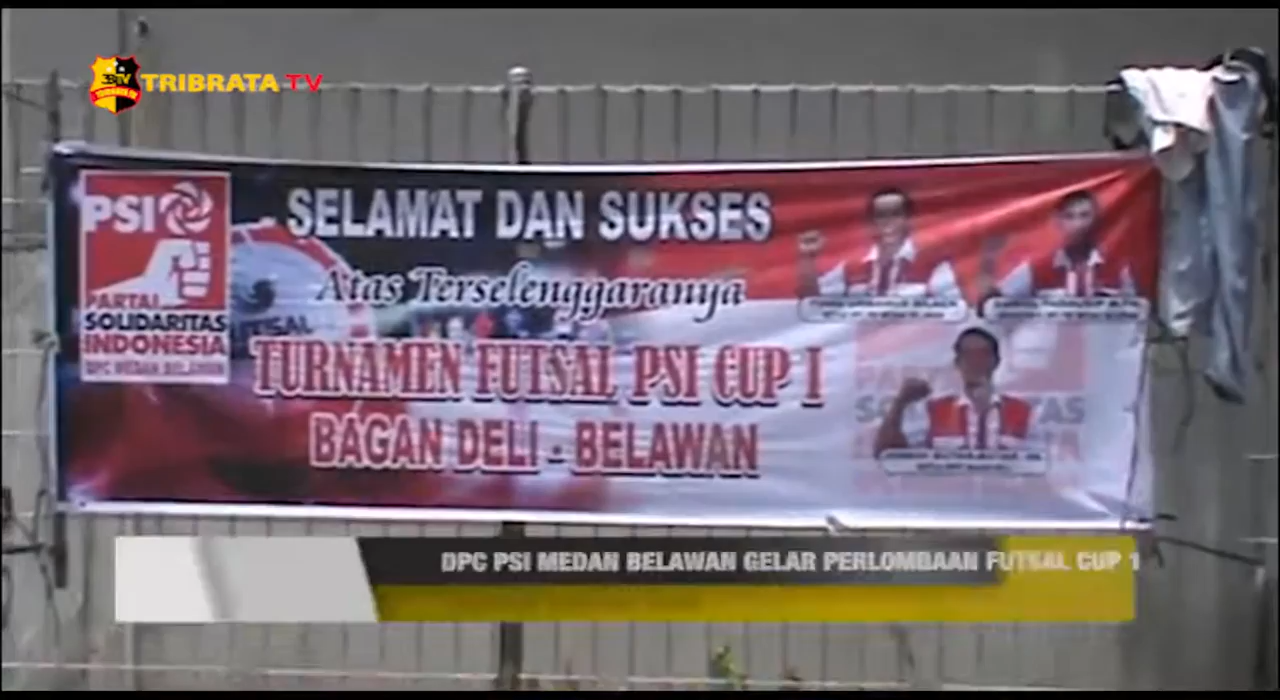 TRIBRATA TV
PSI
PARTAI
SOLIDARITAS
INDONESIA
DPC MEDAN BELAWAN
SELAMAT DAN SUKSES
Atas Terselenggaranya
TURNAMEN FUTSAL PSI CUP I
BAGAN DELI - BELAWAN
FUTSAL
DPC PSI MEDAN BELAWAN GELAR PERLOMBAAN FUTSAL CUP 1